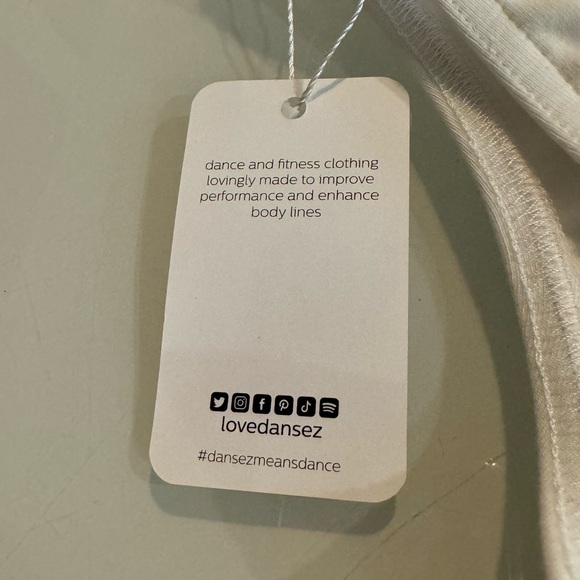 dance and fitness clothing
lovingly made to improve
performance and enhance
body lines
lovedansez
#dansezmeansdance